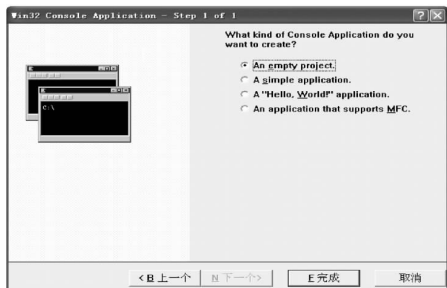 Win32 Console Application - Step 1 of 1
What kind of Console Application do you
want to create?
An empty project.
A simple application.
A "Hello, World!" application.
An application that supports MFC.
C:\
<B上一个
N下一个>
F完成
取消